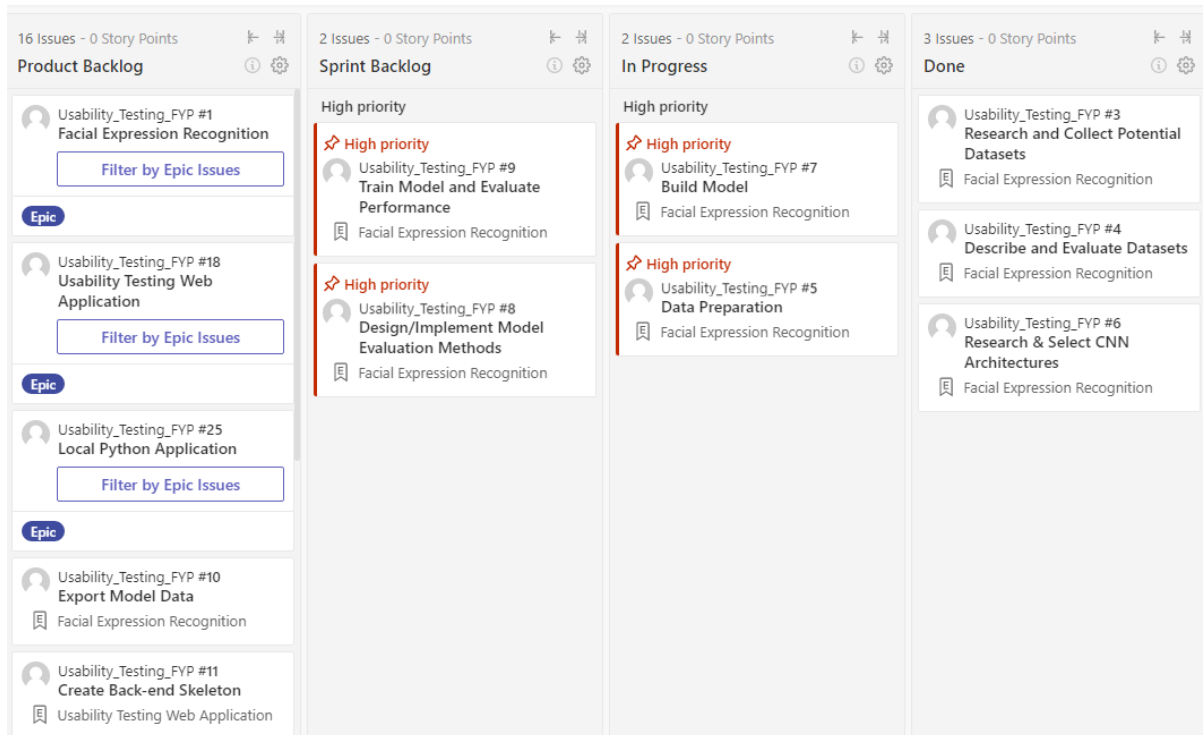 16 Issues - 0 Story Points
Product Backlog
Usability_Testing_FYP #1
Facial Expression Recognition
Filter by Epic Issues
Epic
Usability_Testing_FYP #18
Usability Testing Web
Application
Filter by Epic Issues
Epic
Usability_Testing_FYP #25
Local Python Application
Filter by Epic Issues
Epic
Usability_Testing_FYP #10
Export Model Data
E Facial Expression Recognition
Usability_Testing_FYP #11
Create Back-end Skeleton
E Usability Testing Web Application
2 Issues - 0 Story Points
Sprint Backlog
High priority
High priority
Usability_Testing_FYP #9
Train Model and Evaluate
Performance
E Facial Expression Recognition
High priority
Usability_Testing_FYP #8
Design/Implement Model
Evaluation Methods
E Facial Expression Recognition
2 Issues - 0 Story Points
In Progress
High priority
High priority
Usability_Testing_FYP #7
Build Model
E Facial Expression Recognition
High priority
Usability_Testing_FYP #5
Data Preparation
E Facial Expression Recognition
3 Issues - 0 Story Points
Done
Usability_Testing_FYP #3
Research and Collect Potential
Datasets
E Facial Expression Recognition
Usability_Testing_FYP #4
Describe and Evaluate Datasets
E Facial Expression Recognition
Usability_Testing_FYP #6
Research & Select CNN
Architectures
E Facial Expression Recognition